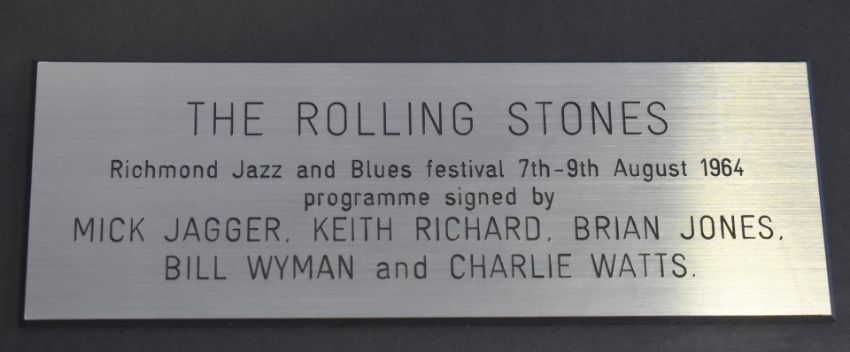 THE ROLLING STONES
Richmond Jazz and Blues festival 7th-9th August 1964
programme signed by
MICK JAGGER, KEITH RICHARD, BRIAN JONES,
BILL WYMAN and CHARLIE WATTS.